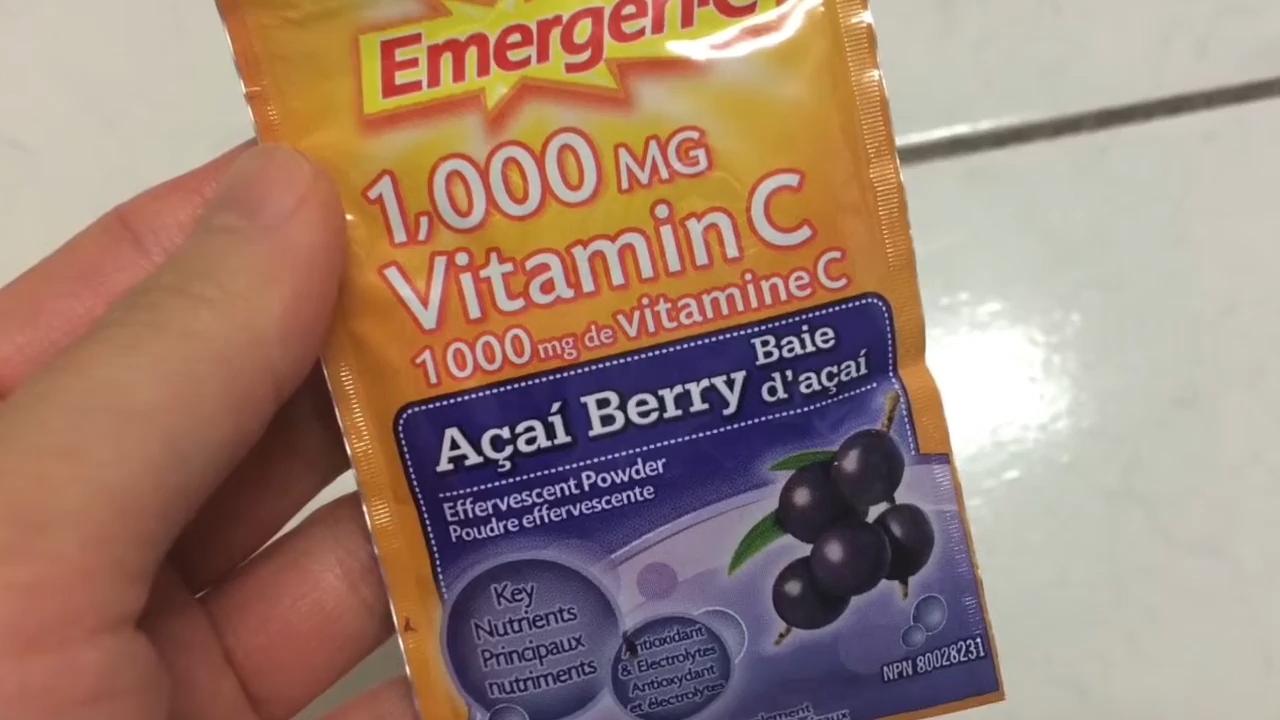 Emergen-C
1,000 MG
Vitamin C
1000 mg de vitamine C
Açaí Berry
Baie
d'açaí
Effervescent Powder
Poudre effervescente
Key
Nutrients
Principaux
nutriments
Antioxidant
& Electrolytes
Antioxydant
et électrolytes
NPN 80028231